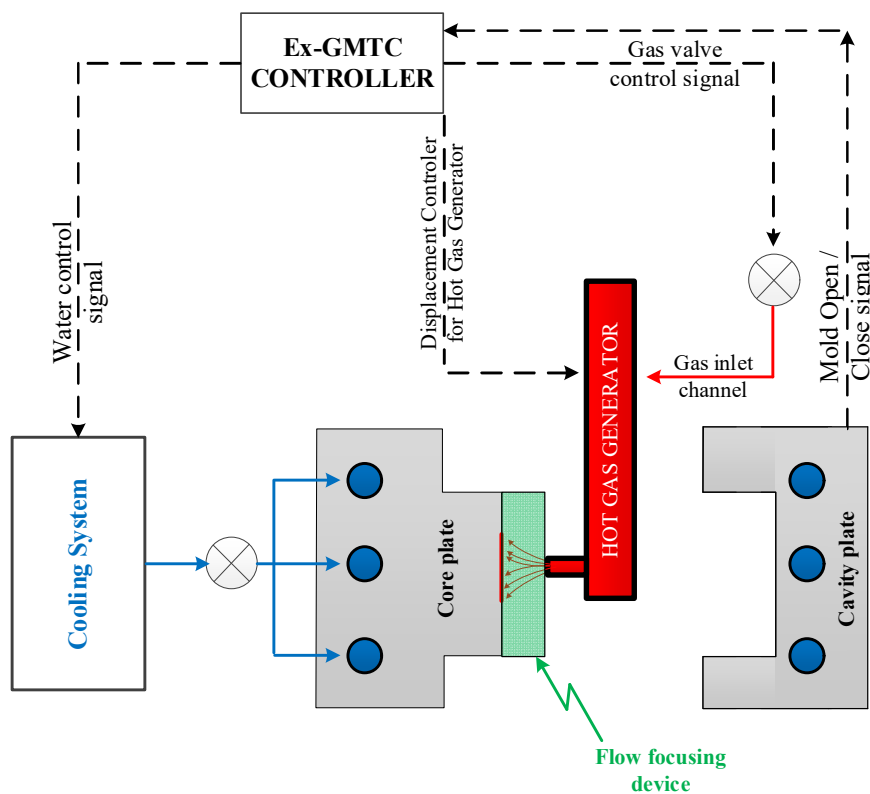 Ex-GMTC
CONTROLLER
Gas valve
control signal
Water control
signal
Displacement Controler
for Hot Gas Generator
Mold Open /
Close signal
Gas inlet
channel
HOT GAS GENERATOR
Cooling System
Core plate
Cavity plate
Flow focusing
device